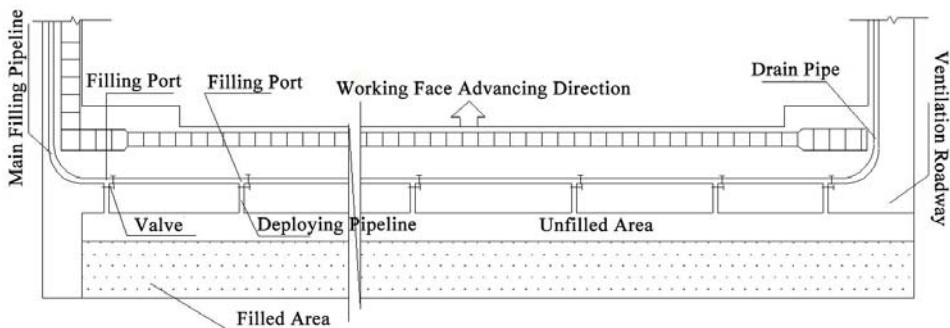 Main Filling Pipeline
Filling Port
Filling Port
Working Face Advancing Direction
Drain Pipe
Ventilation Roadway
Valve
Deploying Pipeline
Unfilled Area
Filled Area